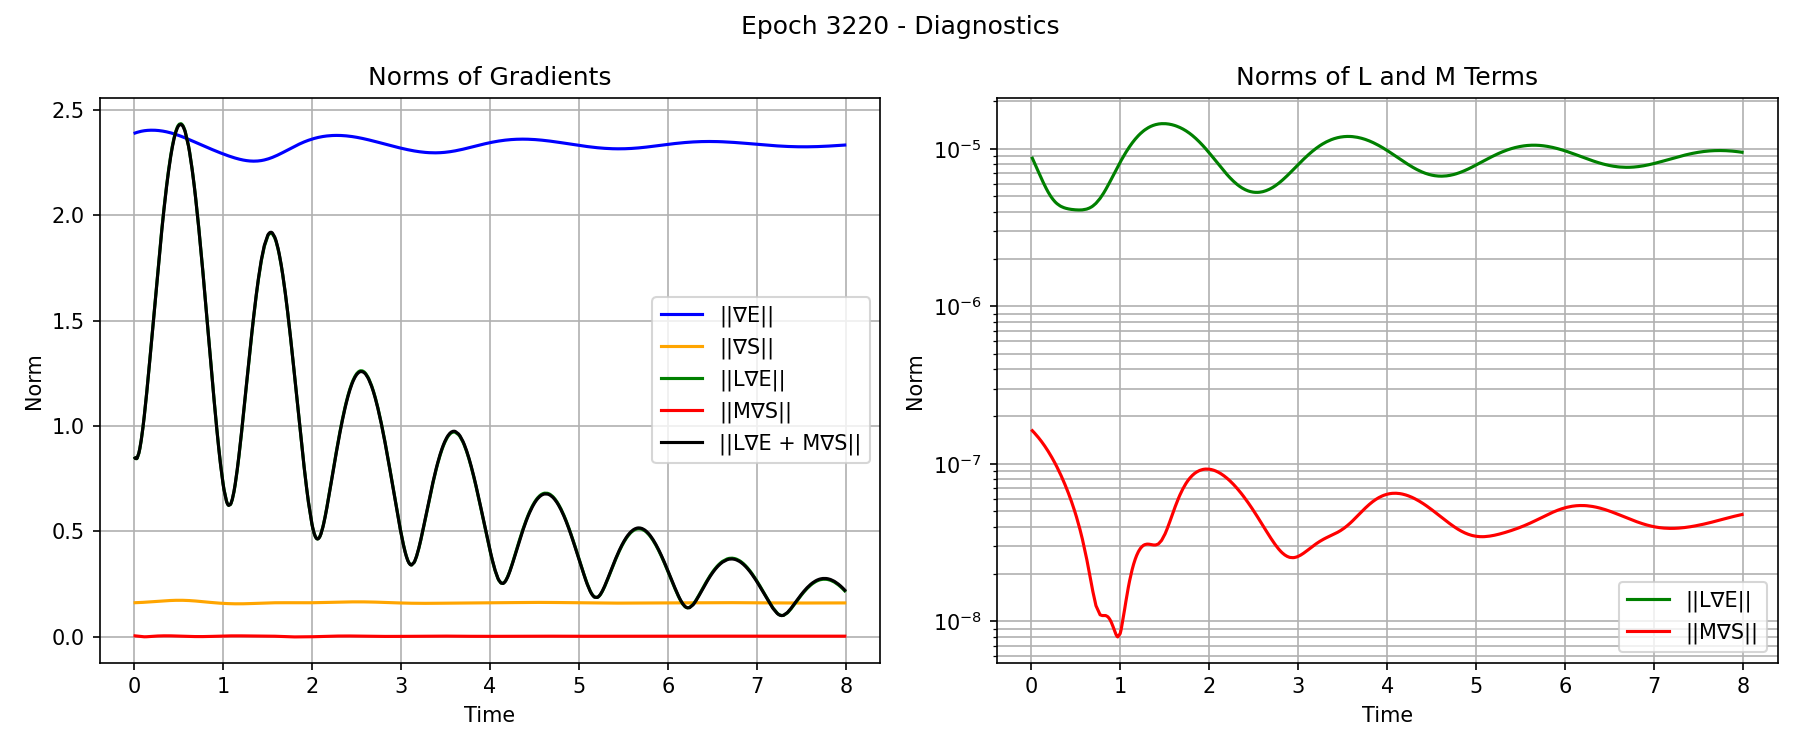 Epoch 3220 - Diagnostics
Norms of Gradients
Norm
2.5
2.0
1.5
1.0
0.5
0.0
0 1 2 3 4 5 6 7 8
Time
||∇E||
||∇S||
||L∇E||
||M∇S||
||L∇E + M∇S||
Norms of L and M Terms
Norm
10⁻⁵
10⁻⁶
10⁻⁷
10⁻⁸
0 1 2 3 4 5 6 7 8
Time
||L∇E||
||M∇S||